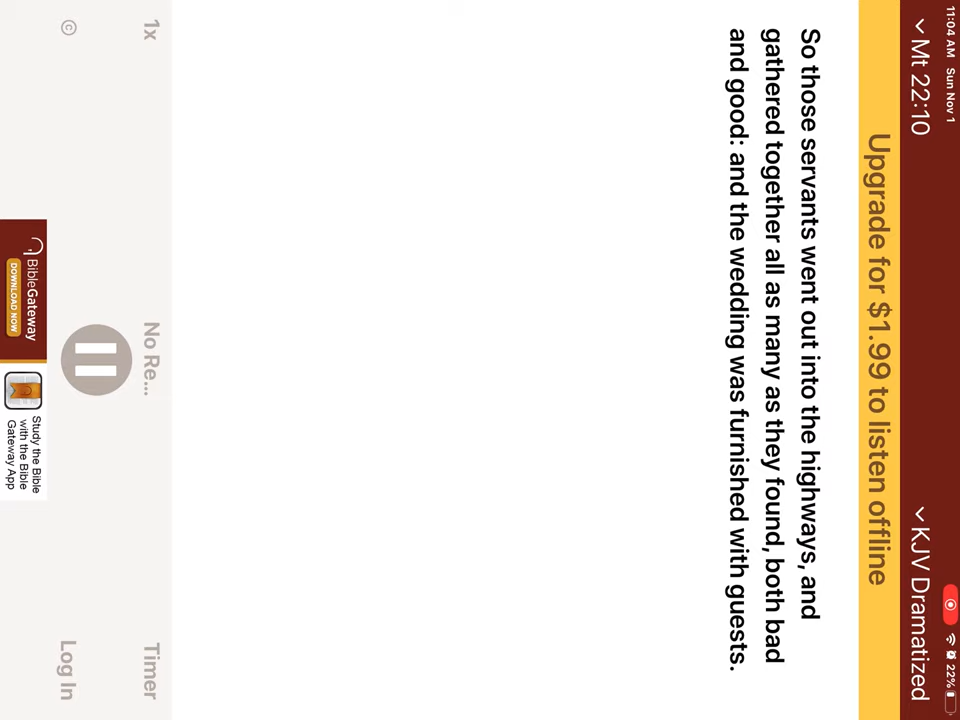 11:04 AM Sun Nov 1
22%
Mt 22:10
KJV Dramatized
Upgrade for $1.99 to listen offline
So those servants went out into the highways, and
gathered together all as many as they found, both bad
and good: and the wedding was furnished with guests.
1x
No Re...
Timer
©
Log In
BibleGateway
DOWNLOAD NOW
Study the Bible
with the Bible
Gateway App